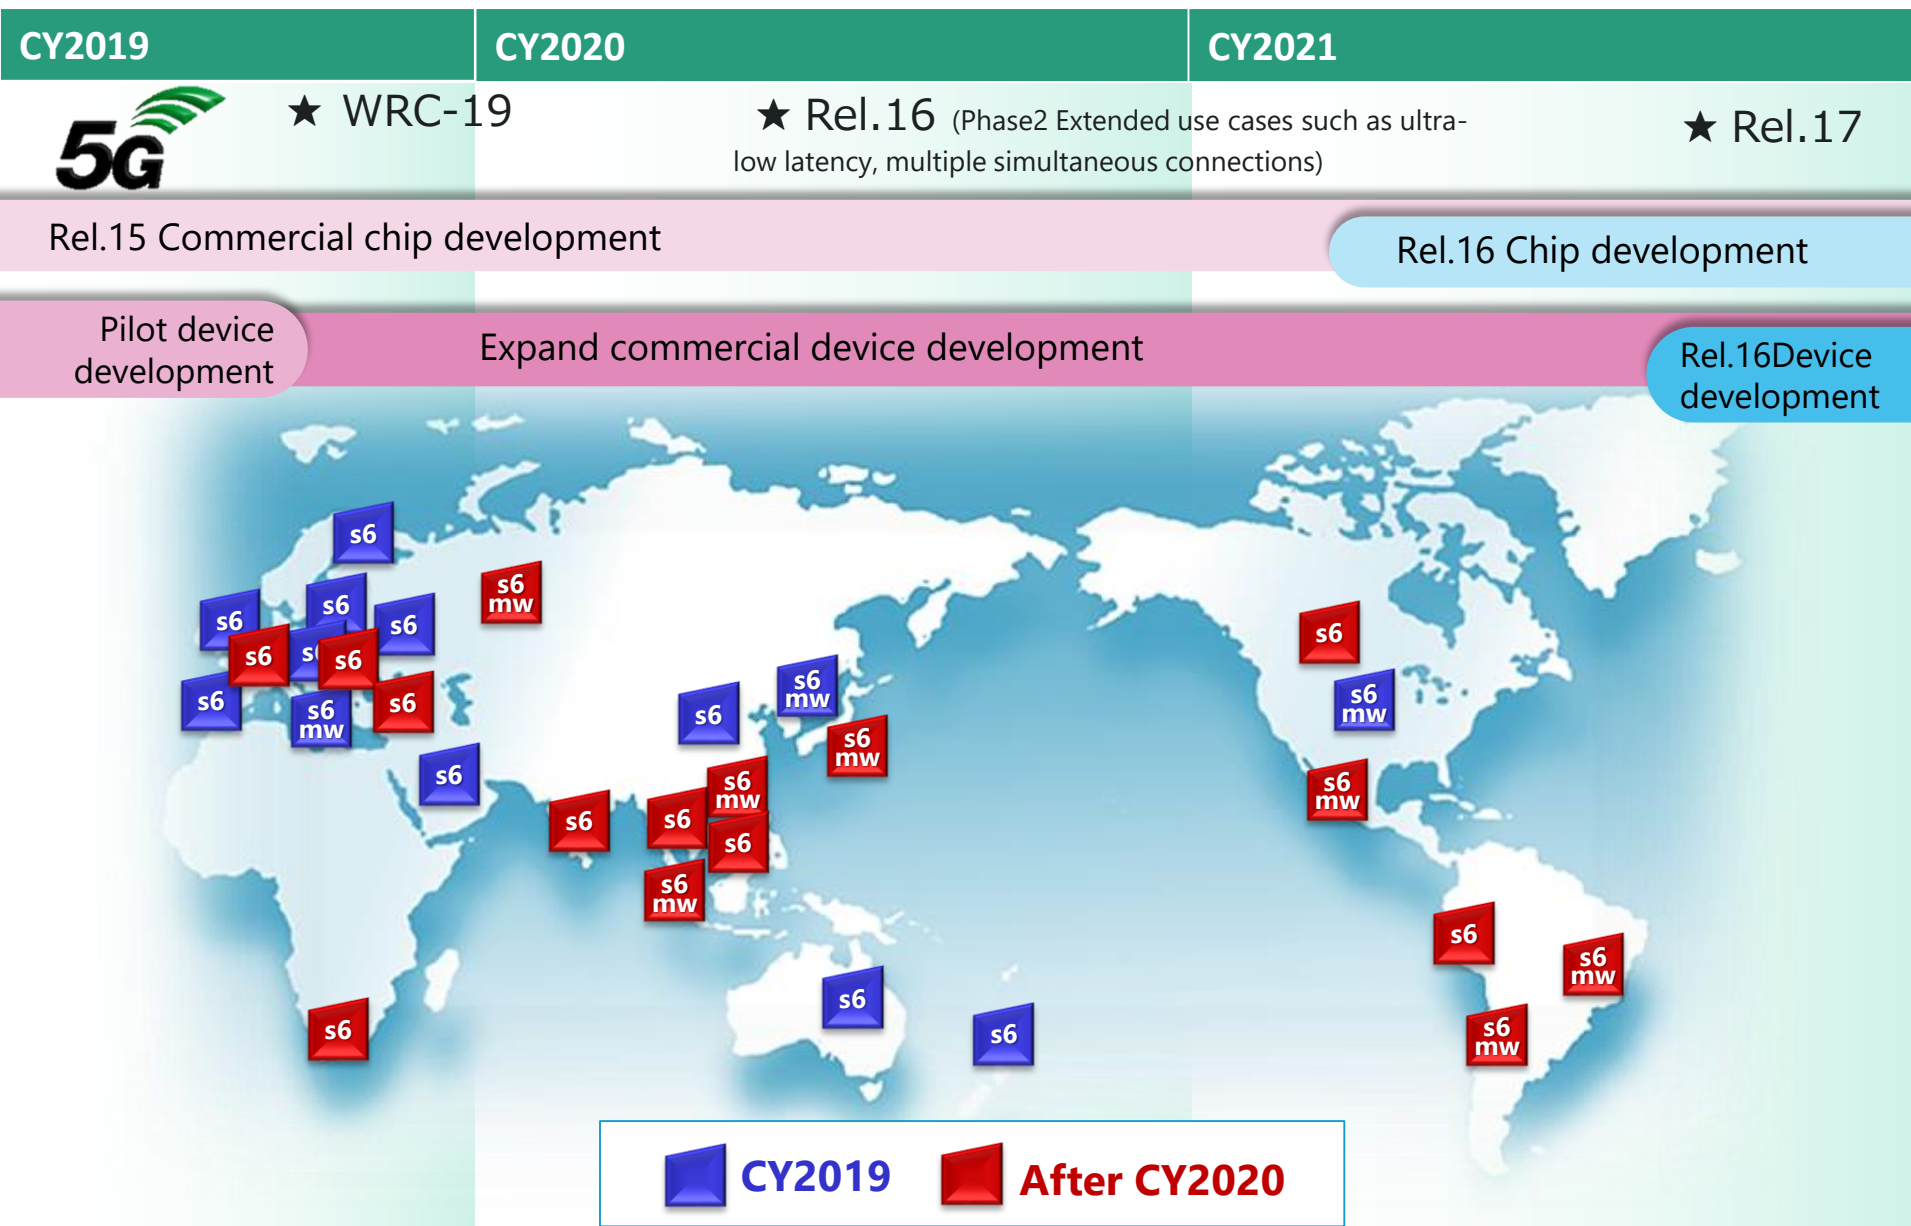 CY2019
CY2020
CY2021
5G
★ WRC-19
★ Rel.16 (Phase2 Extended use cases such as ultra-
low latency, multiple simultaneous connections)
★ Rel.17
Rel.15 Commercial chip development
Rel.16 Chip development
Pilot device
development
Expand commercial device development
Rel.16Device
development
s6
s6
mw
s6
s6
s6
s6
s6
s6
s6
s6
mw
s6
s6
s6
s6
mw
s6
mw
s6
s6
s6
mw
s6
s6
mw
s6
s6
mw
s6
mw
s6
s6
mw
s6
mw
s6
s6
s6
CY2019
After CY2020